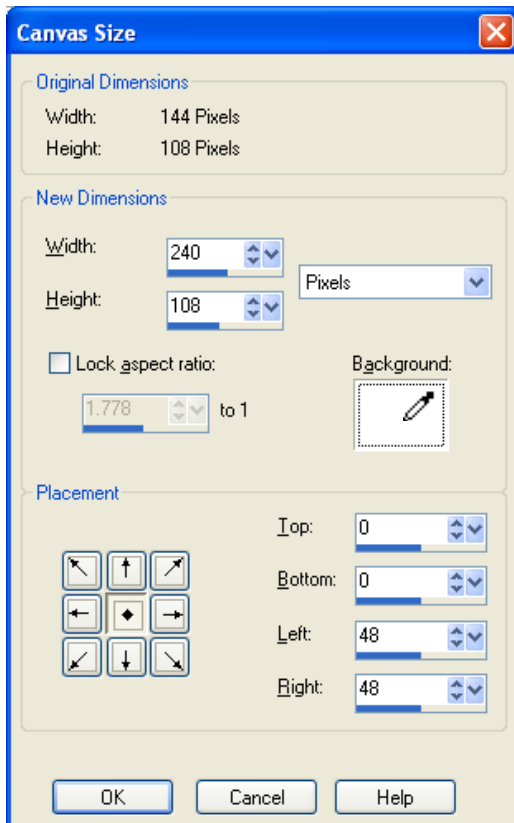 Canvas Size
Original Dimensions
Width: 144 Pixels
Height: 108 Pixels
New Dimensions
Width: 240
Pixels
Height: 108
Lock aspect ratio:
Background:
1.778 to 1
Placement
Top: 0
Bottom: 0
Left: 48
Right: 48
OK Cancel Help